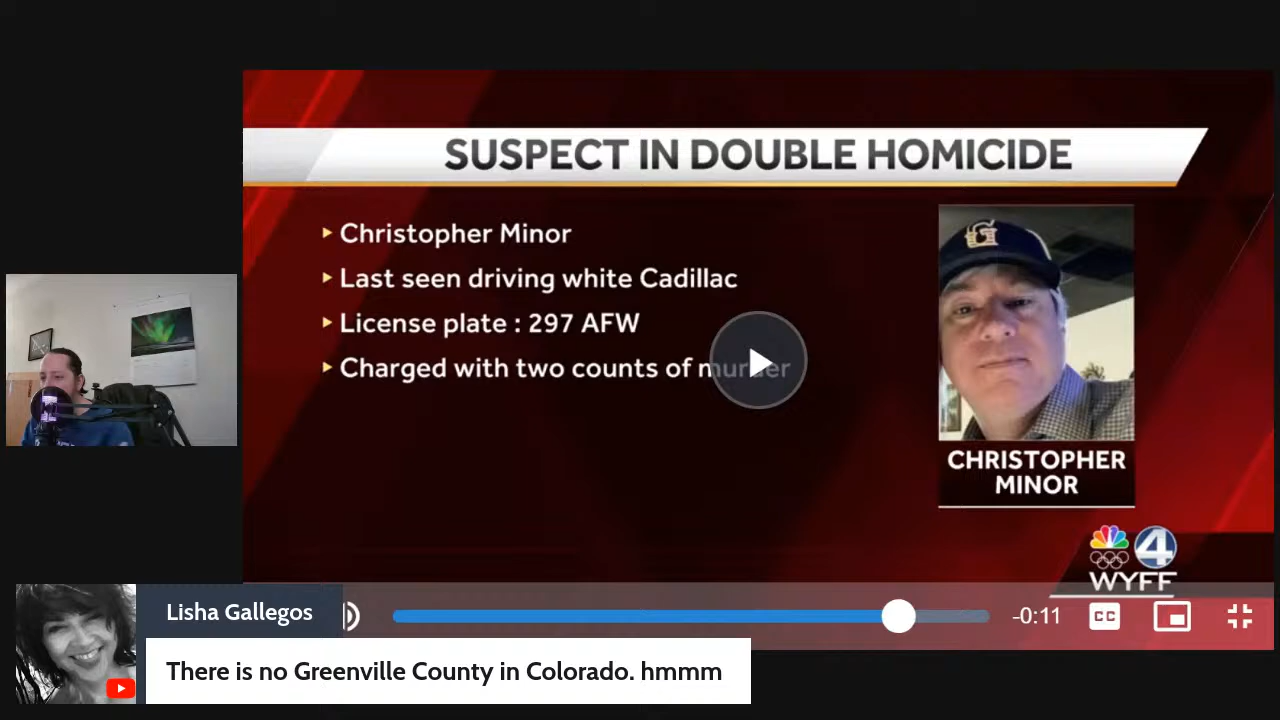 SUSPECT IN DOUBLE HOMICIDE
Christopher Minor
Last seen driving white Cadillac
License plate : 297 AFW
Charged with two counts of murder
G
CHRISTOPHER
MINOR
4
WYFF
Lisha Gallegos
-0:11
CC
There is no Greenville County in Colorado. hmmm